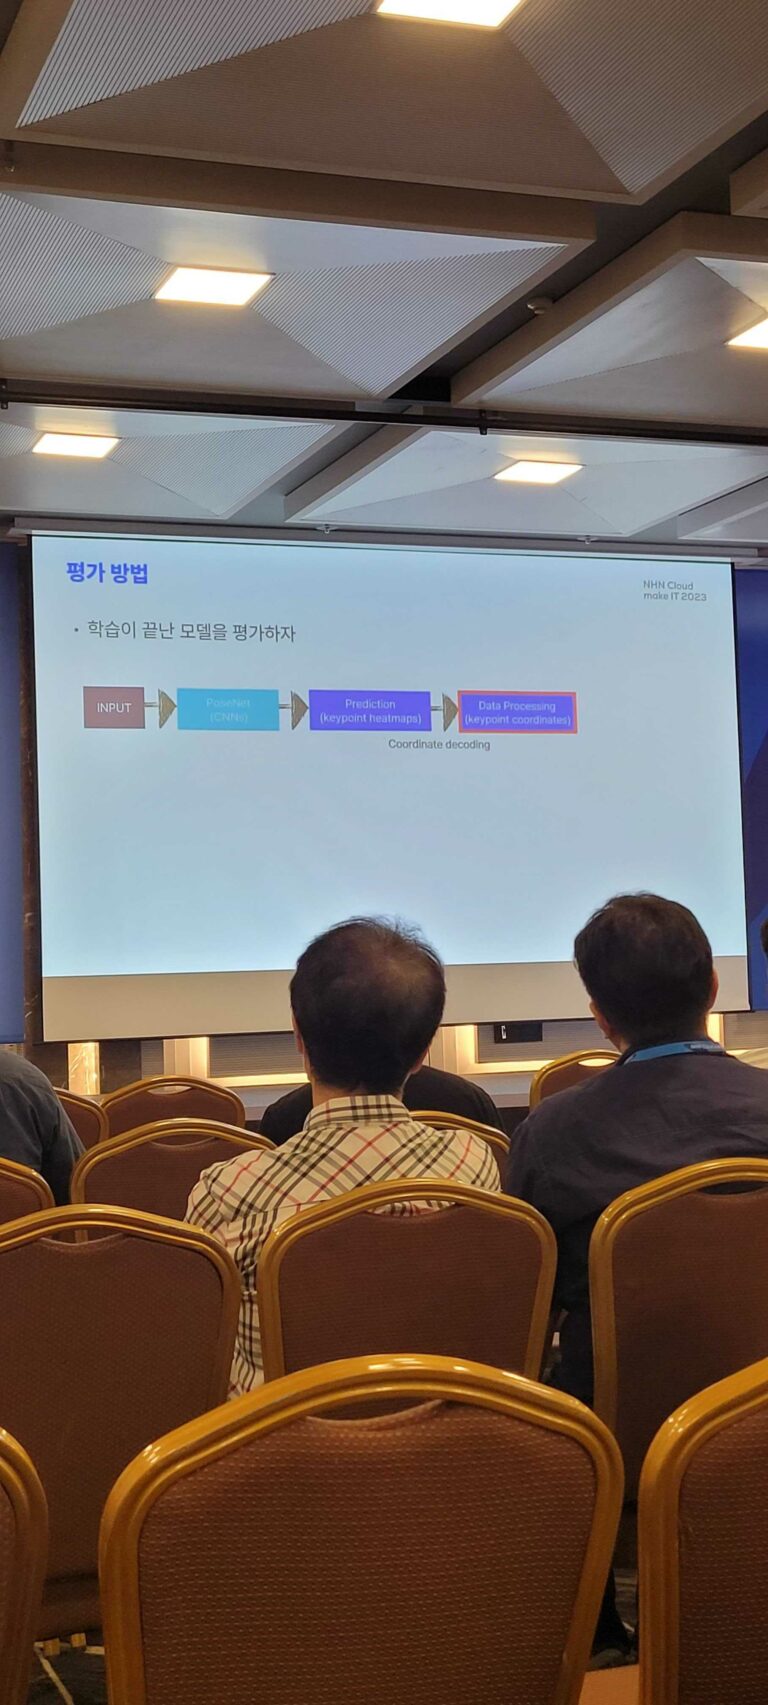 평가 방법
NHN Cloud
make IT 2023
• 학습이 끝난 모델을 평가하자
INPUT
PoseNet
(CNNs)
Prediction
(keypoint heatmaps)
Data Processing
(keypoint coordinates)
Coordinate decoding